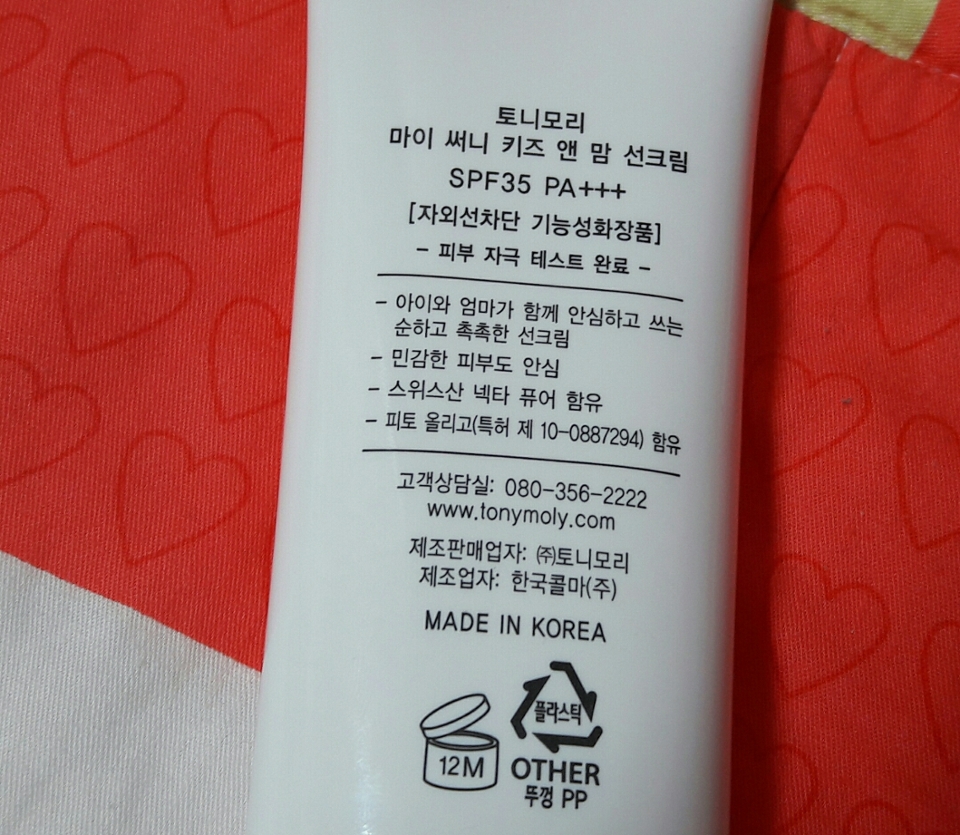 토니모리
마이 써니 키즈 앤 맘 선크림
SPF35 PA+++
[자외선차단 기능성화장품]
- 피부 자극 테스트 완료 -
- 아이와 엄마가 함께 안심하고 쓰는
순하고 촉촉한 선크림
- 민감한 피부도 안심
- 스위스산 넥타 퓨어 함유
- 피토 올리고(특허 제 10-0887294) 함유
고객상담실: 080-356-2222
www.tonymoly.com
제조판매업자: ㈜토니모리
제조업자: 한국콜마(주)
MADE IN KOREA
플라스틱
12M
OTHER
뚜껑 PP